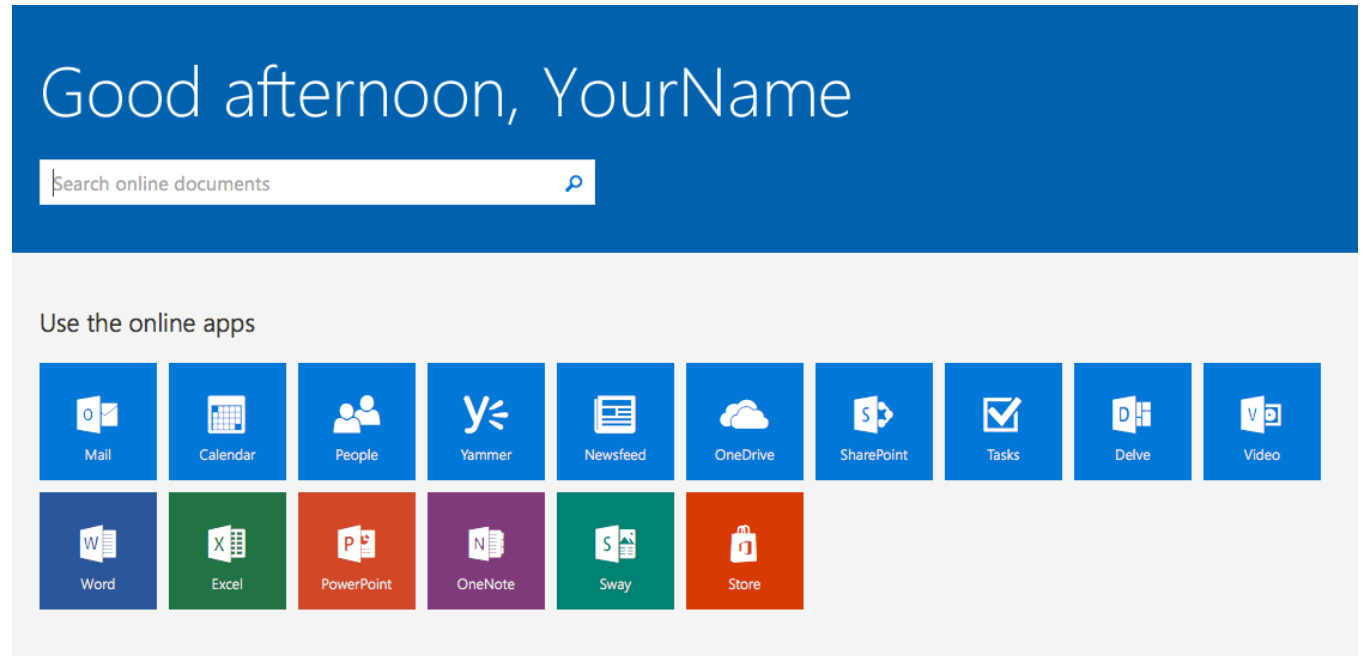 Good afternoon, YourName
Search online documents
Use the online apps
Mail Calendar People Yammer Newsfeed OneDrive SharePoint Tasks Delve Video
Word Excel PowerPoint OneNote Sway Store